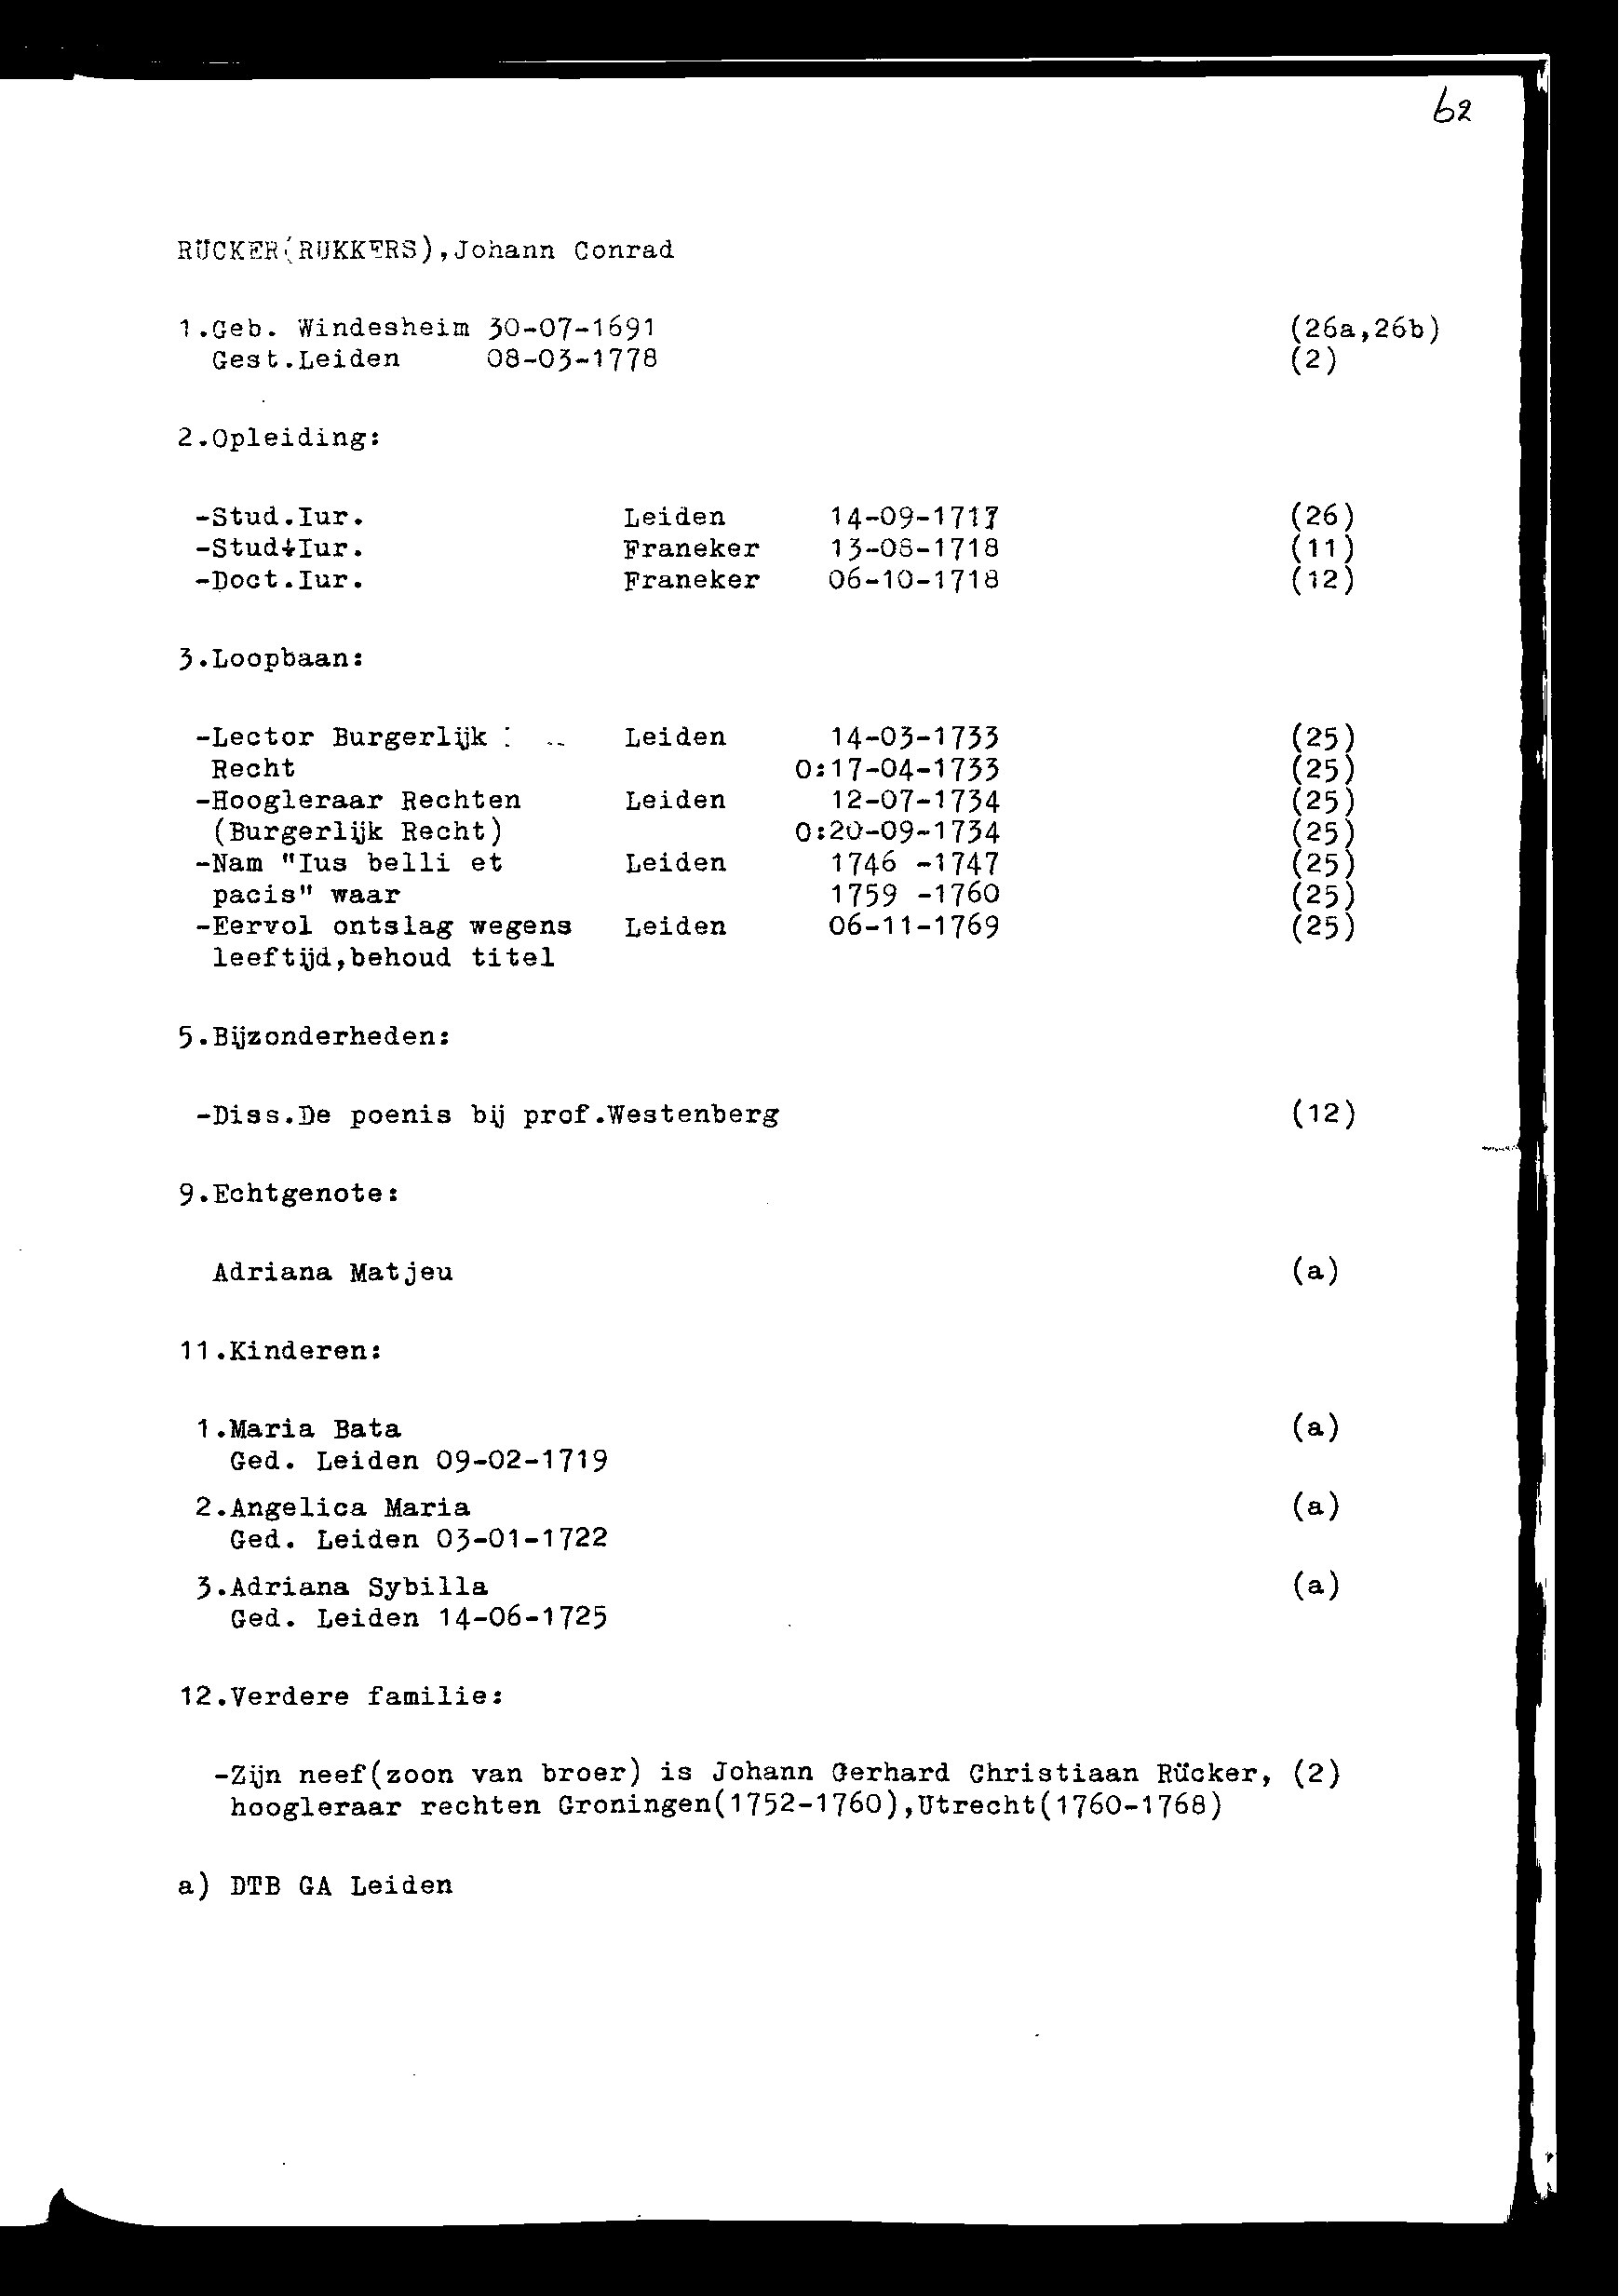 62
RÜCKER(RUKKERS),Johann Conrad
1.Geb. Windesheim 30-07-1691 (26a,26b)
Gest.Leiden 08-03-1778 (2)
2.Opleiding:
-Stud.Iur. Leiden 14-09-1717 (26)
-Stud.Iur. Franeker 13-08-1718 (11)
-Doct.Iur. Franeker 06-10-1718 (12)
3.Loopbaan:
-Lector Burgerlijk Leiden 14-03-1733 (25)
Recht O:17-04-1733 (25)
-Hoogleraar Rechten Leiden 12-07-1734 (25)
(Burgerlijk Recht) O:20-09-1734 (25)
-Nam "Ius belli et Leiden 1746 -1747 (25)
pacis" waar 1759 -1760 (25)
-Eervol ontslag wegens Leiden 06-11-1769 (25)
leeftijd,behoud titel
5.Bijzonderheden:
-Diss.De poenis bij prof.Westenberg (12)
9.Echtgenote:
Adriana Matjeu (a)
11.Kinderen:
1.Maria Bata (a)
Ged. Leiden 09-02-1719
2.Angelica Maria (a)
Ged. Leiden 03-01-1722
3.Adriana Sybilla (a)
Ged. Leiden 14-06-1725
12.Verdere familie:
-Zijn neef(zoon van broer) is Johann Gerhard Christiaan Rücker, (2)
hoogleraar rechten Groningen(1752-1760),Utrecht(1760-1768)
a) DTB GA Leiden